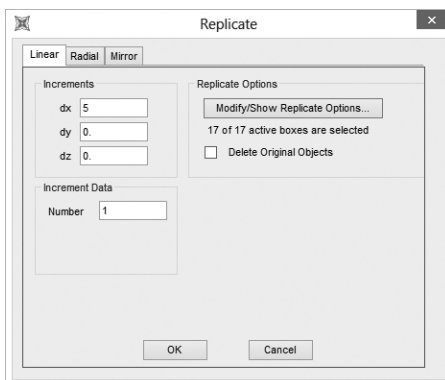 Replicate
Linear Radial Mirror
Increments
dx 5
dy 0.
dz 0.
Increment Data
Number 1
Replicate Options
Modify/Show Replicate Options...
17 of 17 active boxes are selected
Delete Original Objects
OK Cancel